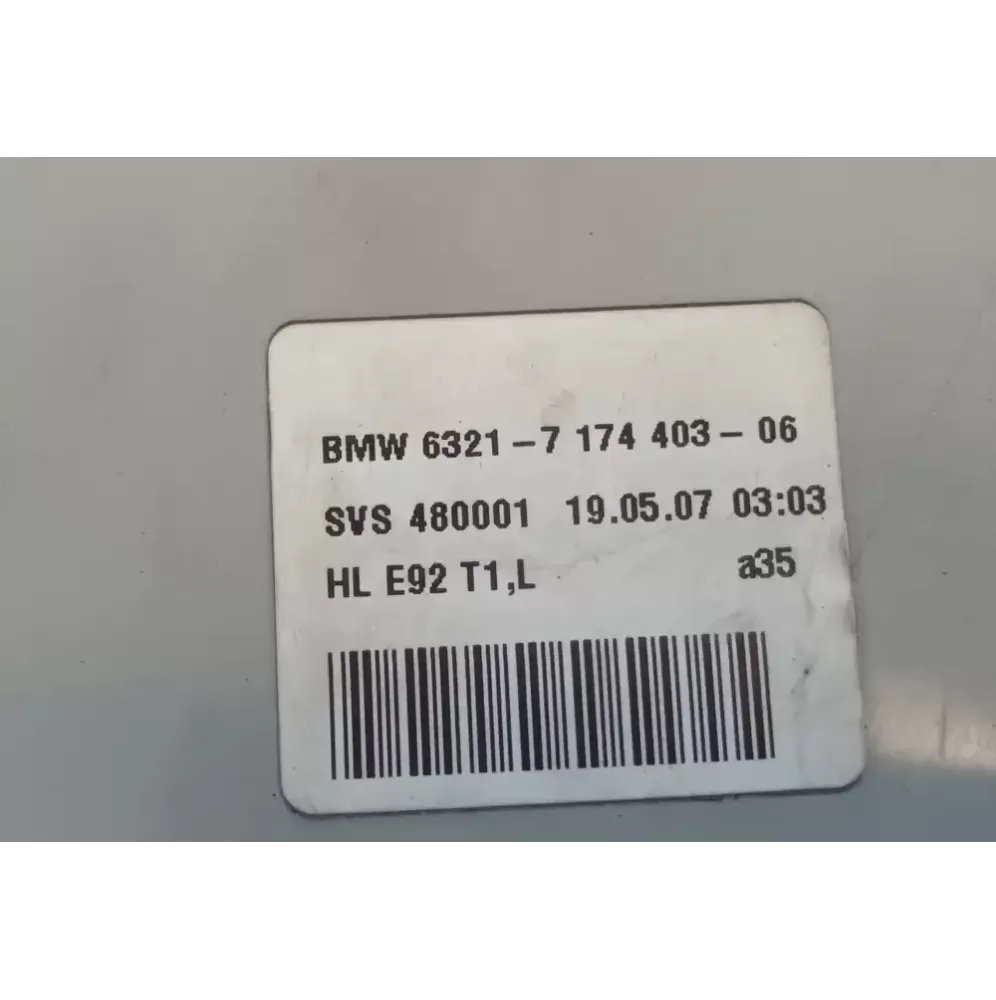 BMW 6321-7 174 403-06
SVS 480001 19.05.07 03:03
HL E92 T1,L a35